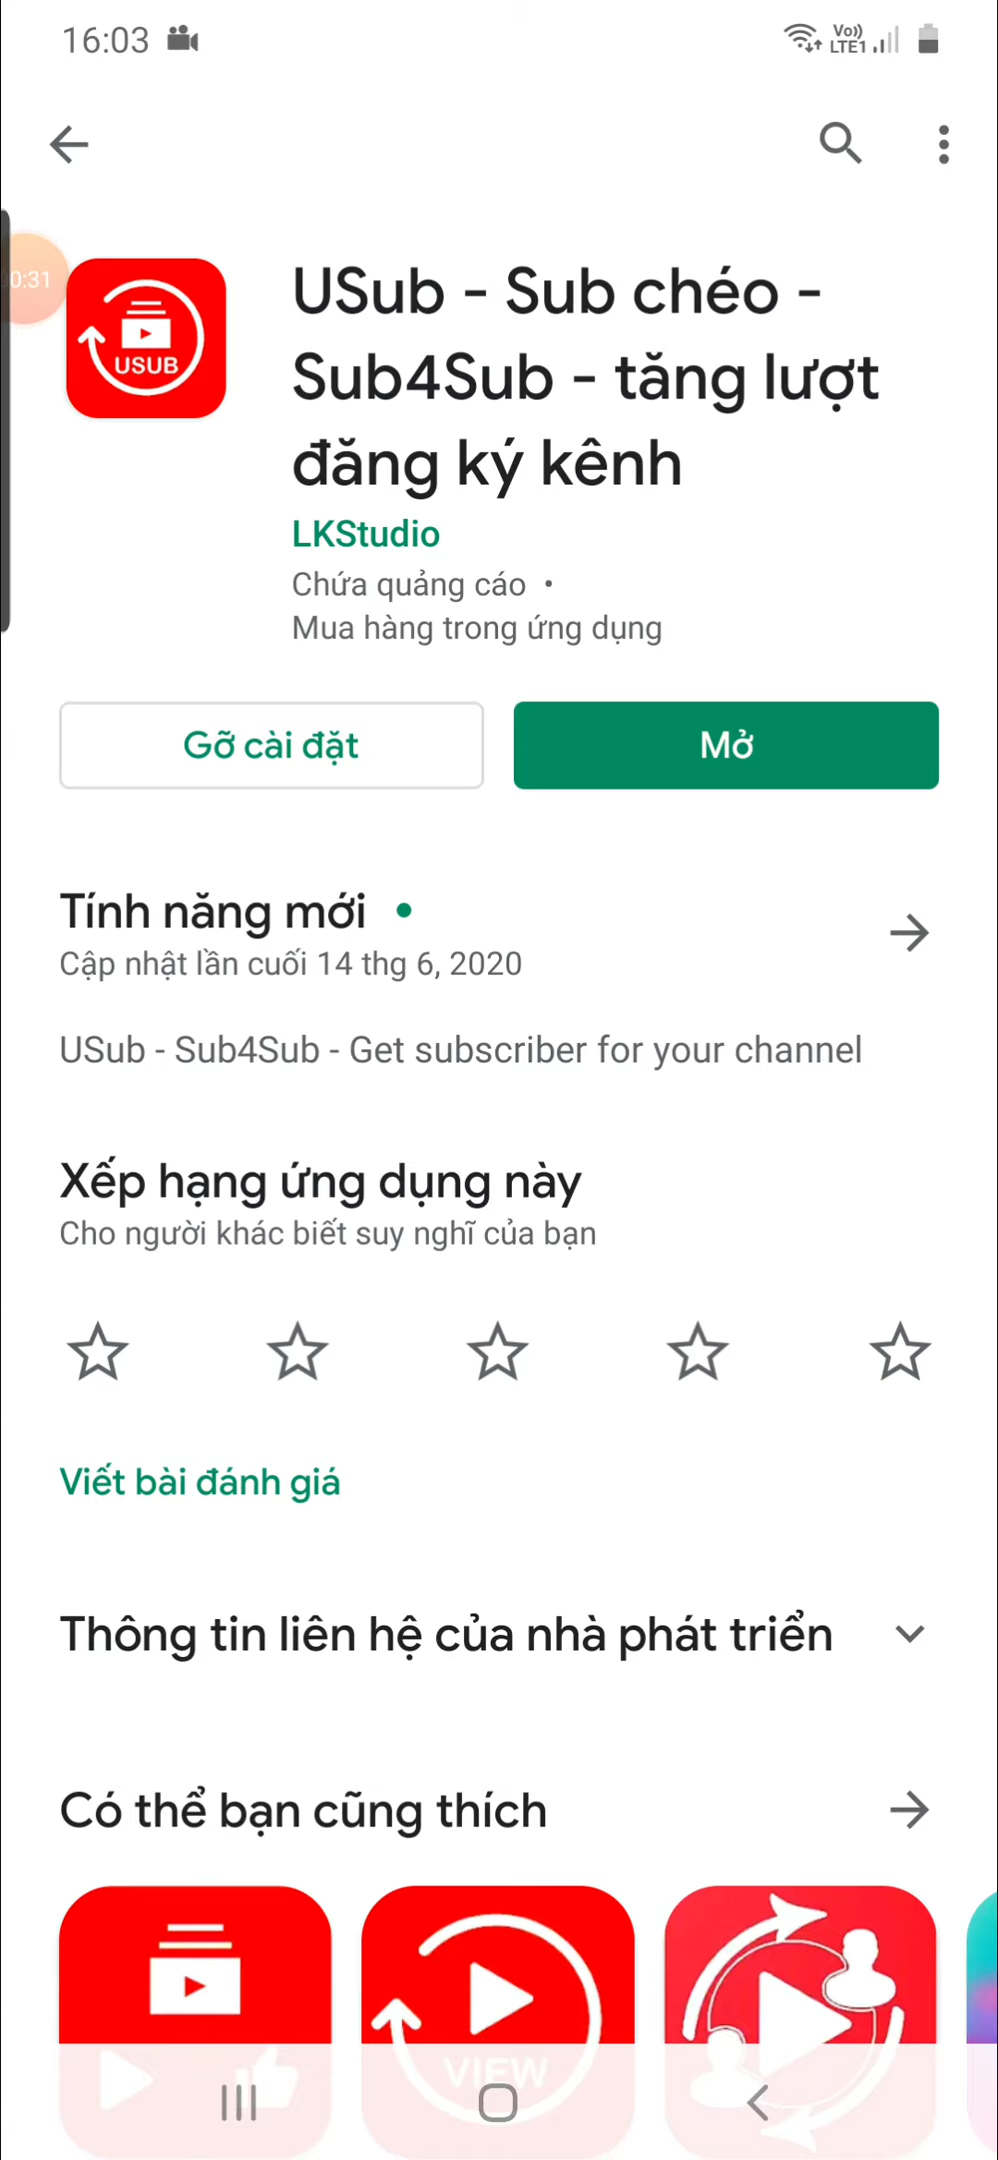 16:03
Vo))
LTE1
0:31
USUB
USub - Sub chéo -
Sub4Sub - tăng lượt
đăng ký kênh
LKStudio
Chứa quảng cáo •
Mua hàng trong ứng dụng
Gỡ cài đặt
Mở
Tính năng mới •
Cập nhật lần cuối 14 thg 6, 2020
USub - Sub4Sub - Get subscriber for your channel
Xếp hạng ứng dụng này
Cho người khác biết suy nghĩ của bạn
Viết bài đánh giá
Thông tin liên hệ của nhà phát triển
Có thể bạn cũng thích
VIEW